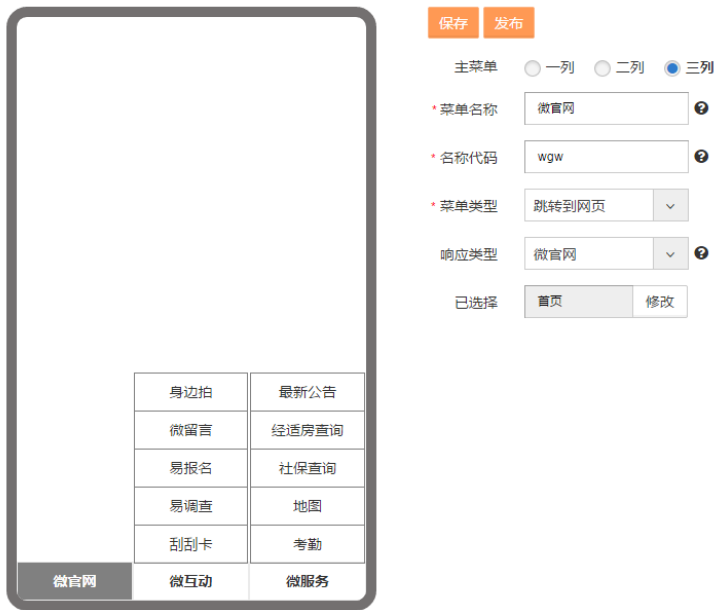 保存 发布
主菜单 一列 二列 三列
* 菜单名称 微官网
* 名称代码 wgw
* 菜单类型 跳转到网页
响应类型 微官网
已选择 首页 修改
身边拍 最新公告
微留言 经适房查询
易报名 社保查询
易调查 地图
刮刮卡 考勤
微官网 微互动 微服务